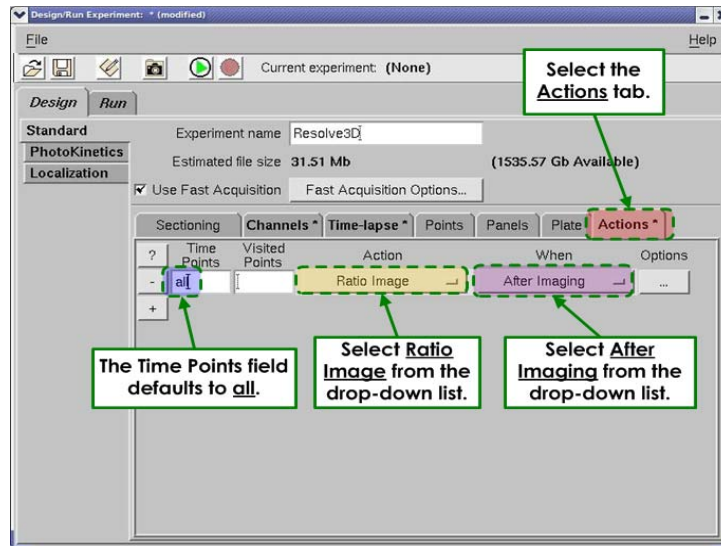 Design/Run Experiment: * (modified)
File Help
Current experiment: (None)
Select the
Actions tab.
Design Run
Standard
PhotoKinetics
Localization
Experiment name Resolve3D
Estimated file size 31.51 Mb (1535.57 Gb Available)
Use Fast Acquisition Fast Acquisition Options...
Sectioning Channels * Time-lapse * Points Panels Plate Actions *
? Time Points Visited Points Action When Options
- all Ratio Image After Imaging ...
+
The Time Points field
defaults to all.
Select Ratio
Image from the
drop-down list.
Select After
Imaging from the
drop-down list.